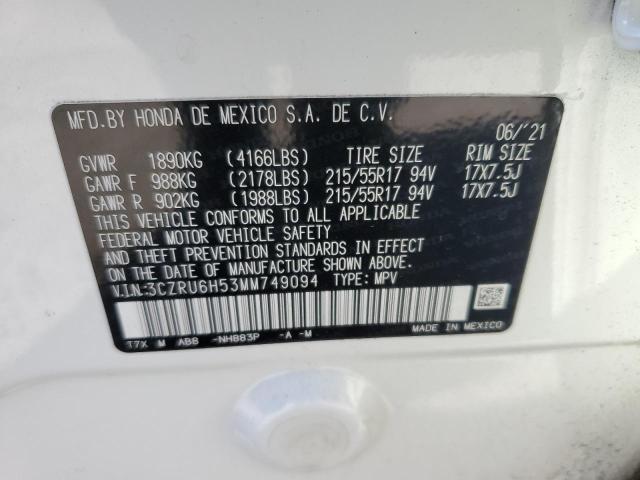 MFD.BY HONDA DE MEXICO S.A. DE C.V.
06/'21
GVWR 1890KG (4166LBS) TIRE SIZE RIM SIZE
GAWR F 988KG (2178LBS) 215/55R17 94V 17X7.5J
GAWR R 902KG (1988LBS) 215/55R17 94V 17X7.5J
THIS VEHICLE CONFORMS TO ALL APPLICABLE
FEDERAL MOTOR VEHICLE SAFETY
AND THEFT PREVENTION STANDARDS IN EFFECT
ON THE DATE OF MANUFACTURE SHOWN ABOVE.
V.I.N:3CZRU6H53MM749094 TYPE: MPV
T7X M AB8 -NH883P -A -M
MADE IN MEXICO